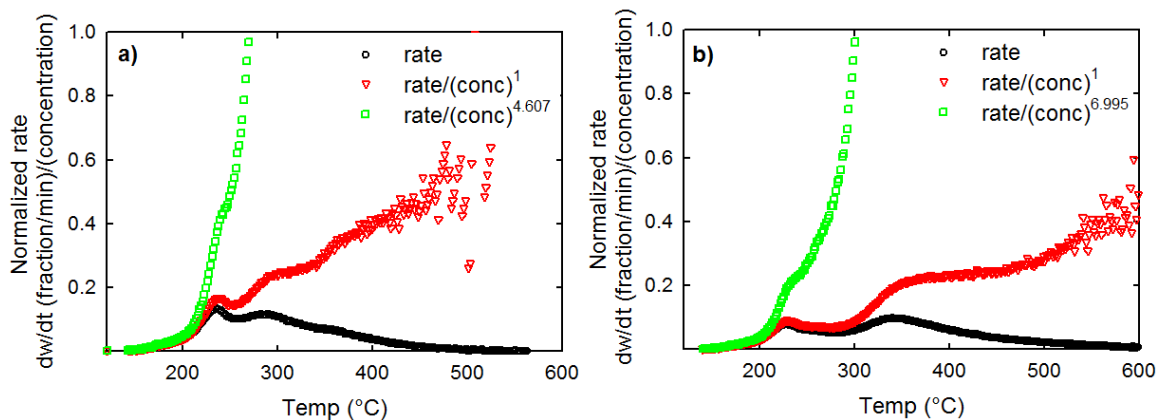 Normalized rate
dw/dt (fraction/min)/(concentration)
a)
rate
rate/(conc)^1
rate/(conc)^4.607
1.0
0.8
0.6
0.4
0.2
200 300 400 500 600
Temp (°C)
Normalized rate
dw/dt (fraction/min)/(concentration)
b)
rate
rate/(conc)^1
rate/(conc)^6.995
1.0
0.8
0.6
0.4
0.2
200 300 400 500 600
Temp (°C)